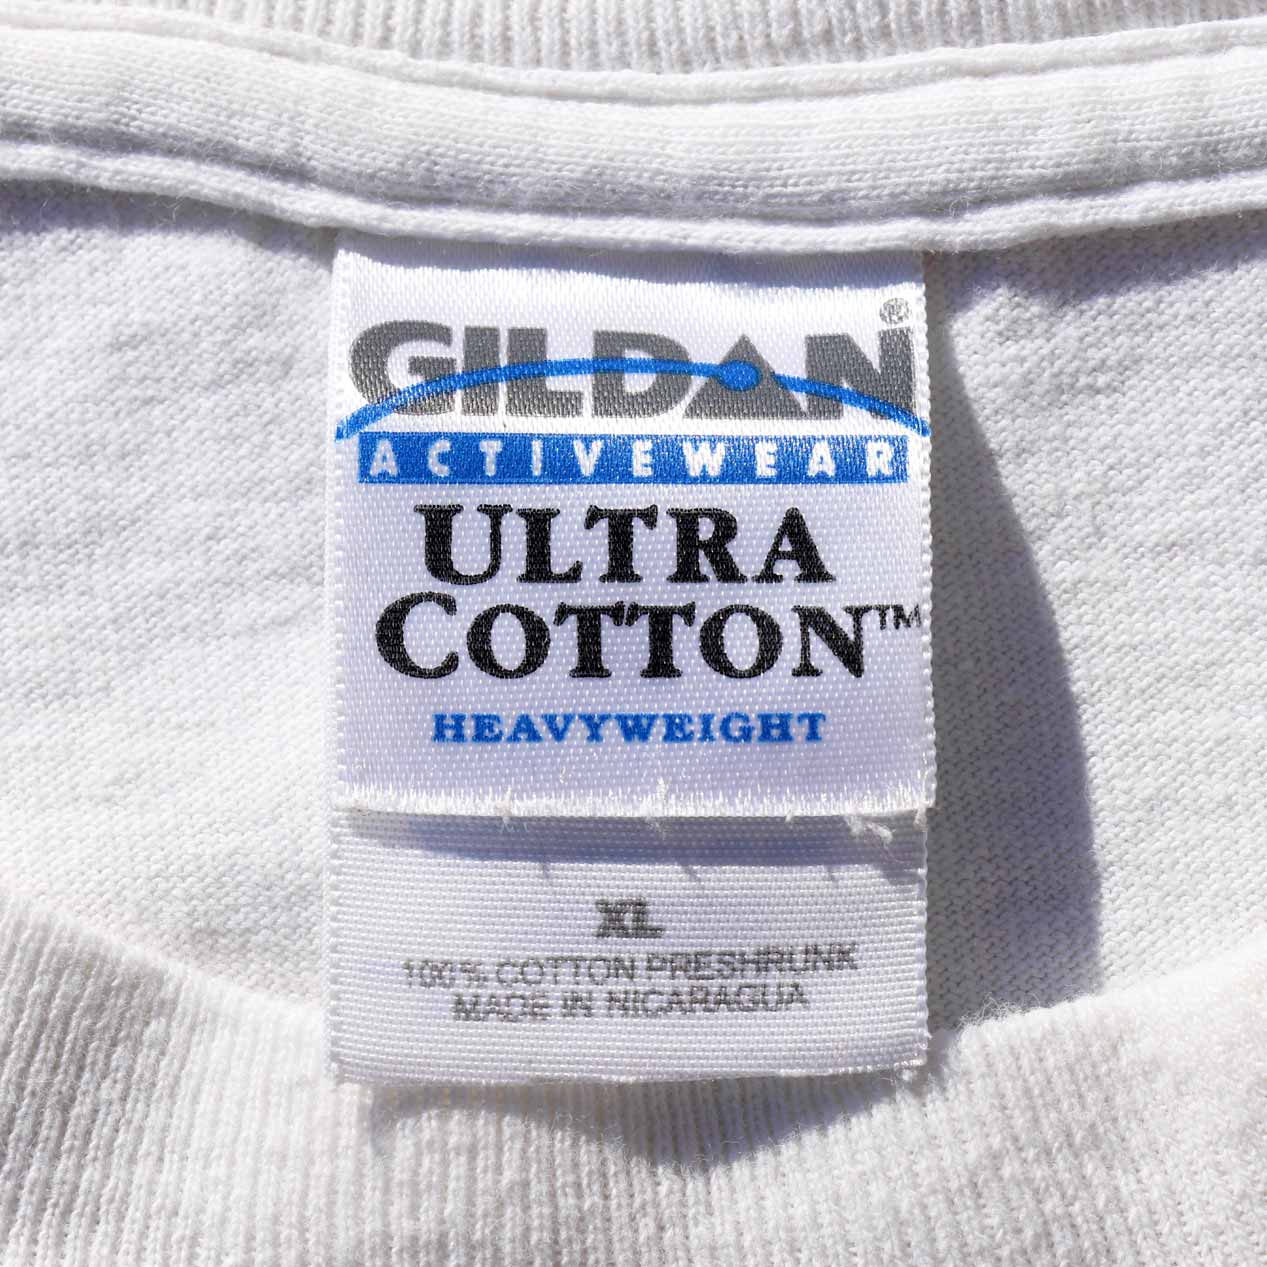 GILDAN®
ACTIVEWEAR
ULTRA
COTTON™
HEAVYWEIGHT
XL
100% COTTON PRESHRUNK
MADE IN NICARAGUA